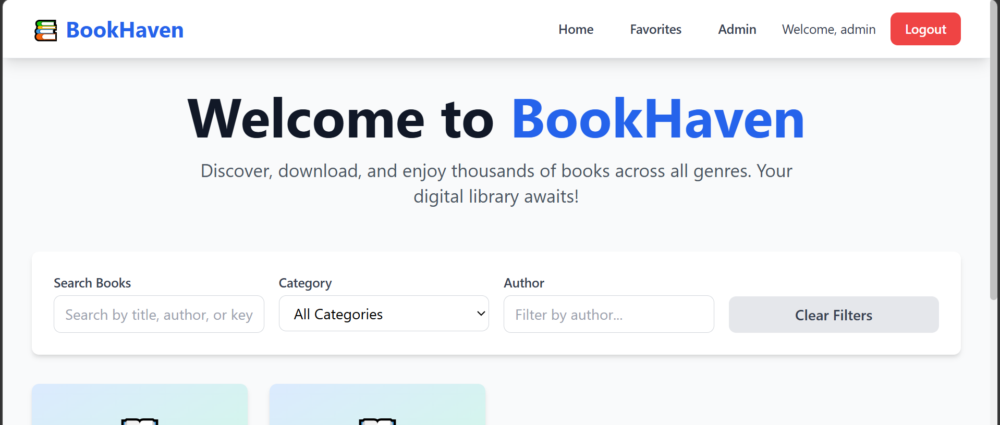 BookHaven
Home
Favorites
Admin
Welcome, admin
Logout
Welcome to BookHaven
Discover, download, and enjoy thousands of books across all genres. Your
digital library awaits!
Search Books
Category
Author
Search by title, author, or key
All Categories
Filter by author...
Clear Filters